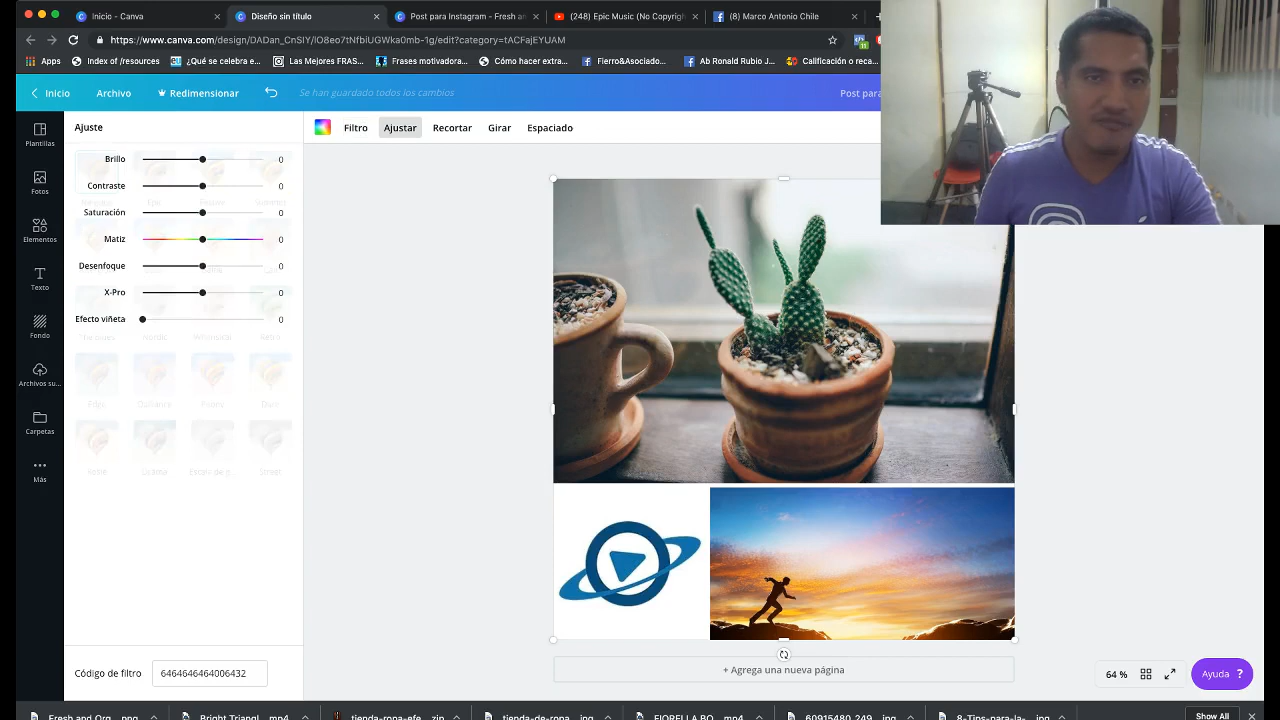 Inicio - Canva
Diseño sin título
Post para Instagram - Fresh an
(248) Epic Music (No Copyrigh
(8) Marco Antonio Chile
https://www.canva.com/design/DADan_CnSIY/lO8eo7tNfbiUGWka0mb-1g/edit?category=tACFajEYUAM
11
Apps
Index of /resources
¿Qué se celebra e...
Las Mejores FRAS...
Frases motivadora...
Cómo hacer extra...
Fierro&Asociado...
Ab Ronald Rubio J...
Calificación o reca...
Inicio
Archivo
Redimensionar
Se han guardado todos los cambios
Post para
Ajuste
Filtro
Ajustar
Recortar
Girar
Espaciado
Plantillas
Fotos
Elementos
Texto
Fondo
Archivos su...
Carpetas
Más
Brillo 0
Contraste 0
Saturación 0
Matiz 0
Desenfoque 0
X-Pro 0
Efecto viñeta 0
Código de filtro 6464646464006432
+ Agrega una nueva página
64 %
Ayuda ?
Fresh and Org...png
Bright Triangl...mp4
tienda-ropa-efe...zip
tienda-de-ropa...jpg
FIORELLA BO...mp4
60915480_249...jpg
8-Tips-para-la-...jpg
Show All